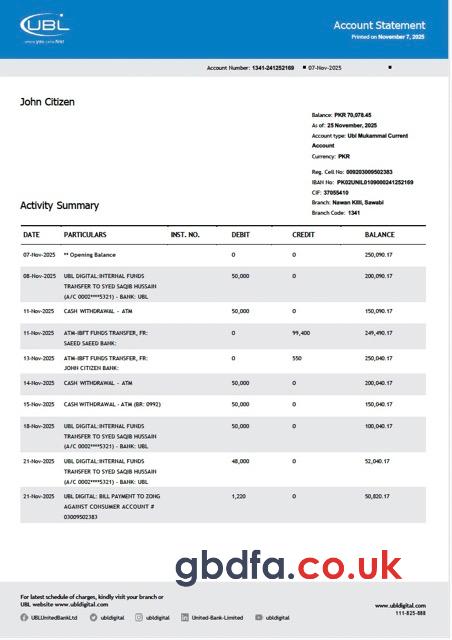 UBL
where you come first
Account Statement
Printed on November 7, 2025
Account Number: 1341-241252169 ■ 07-Nov-2025 ■
John Citizen
Balance: PKR 70,078.45
As of: 25 November, 2025
Account type: Ubl Mukammal Current
Account
Currency: PKR
Reg. Cell No: 009203009502383
IBAN No: PK02UNIL0109000241252169
CIF: 37055410
Branch: Nawan Killi, Sawabi
Branch Code: 1341
Activity Summary
DATE PARTICULARS INST. NO. DEBIT CREDIT BALANCE
07-Nov-2025 ** Opening Balance 0 0 250,090.17
08-Nov-2025 UBL DIGITAL:INTERNAL FUNDS 50,000 0 200,090.17
TRANSFER TO SYED SAQIB HUSSAIN
(A/C 0002****5321) - BANK: UBL
11-Nov-2025 CASH WITHDRAWAL - ATM 50,000 0 150,090.17
11-Nov-2025 ATM-IBFT FUNDS TRANSFER, FR: 0 99,400 249,490.17
SAEED SAEED BANK:
13-Nov-2025 ATM-IBFT FUNDS TRANSFER, FR: 0 550 250,040.17
JOHN CITIZEN BANK:
14-Nov-2025 CASH WITHDRAWAL - ATM 50,000 0 200,040.17
15-Nov-2025 CASH WITHDRAWAL - ATM (BR: 0992) 50,000 0 150,040.17
18-Nov-2025 UBL DIGITAL:INTERNAL FUNDS 50,000 0 100,040.17
TRANSFER TO SYED SAQIB HUSSAIN
(A/C 0002****5321) - BANK: UBL
21-Nov-2025 UBL DIGITAL:INTERNAL FUNDS 48,000 0 52,040.17
TRANSFER TO SYED SAQIB HUSSAIN
(A/C 0002****5321) - BANK: UBL
21-Nov-2025 UBL DIGITAL: BILL PAYMENT TO ZONG 1,220 0 50,820.17
AGAINST CONSUMER ACCOUNT #
03009502383
gbdfa.co.uk
For latest schedule of charges, kindly visit your branch or
UBL website www.ubldigital.com
www.ubldigital.com
111-825-888
UBLUnitedBankLtd ubldigital ubldigital United-Bank-Limited ubldigital